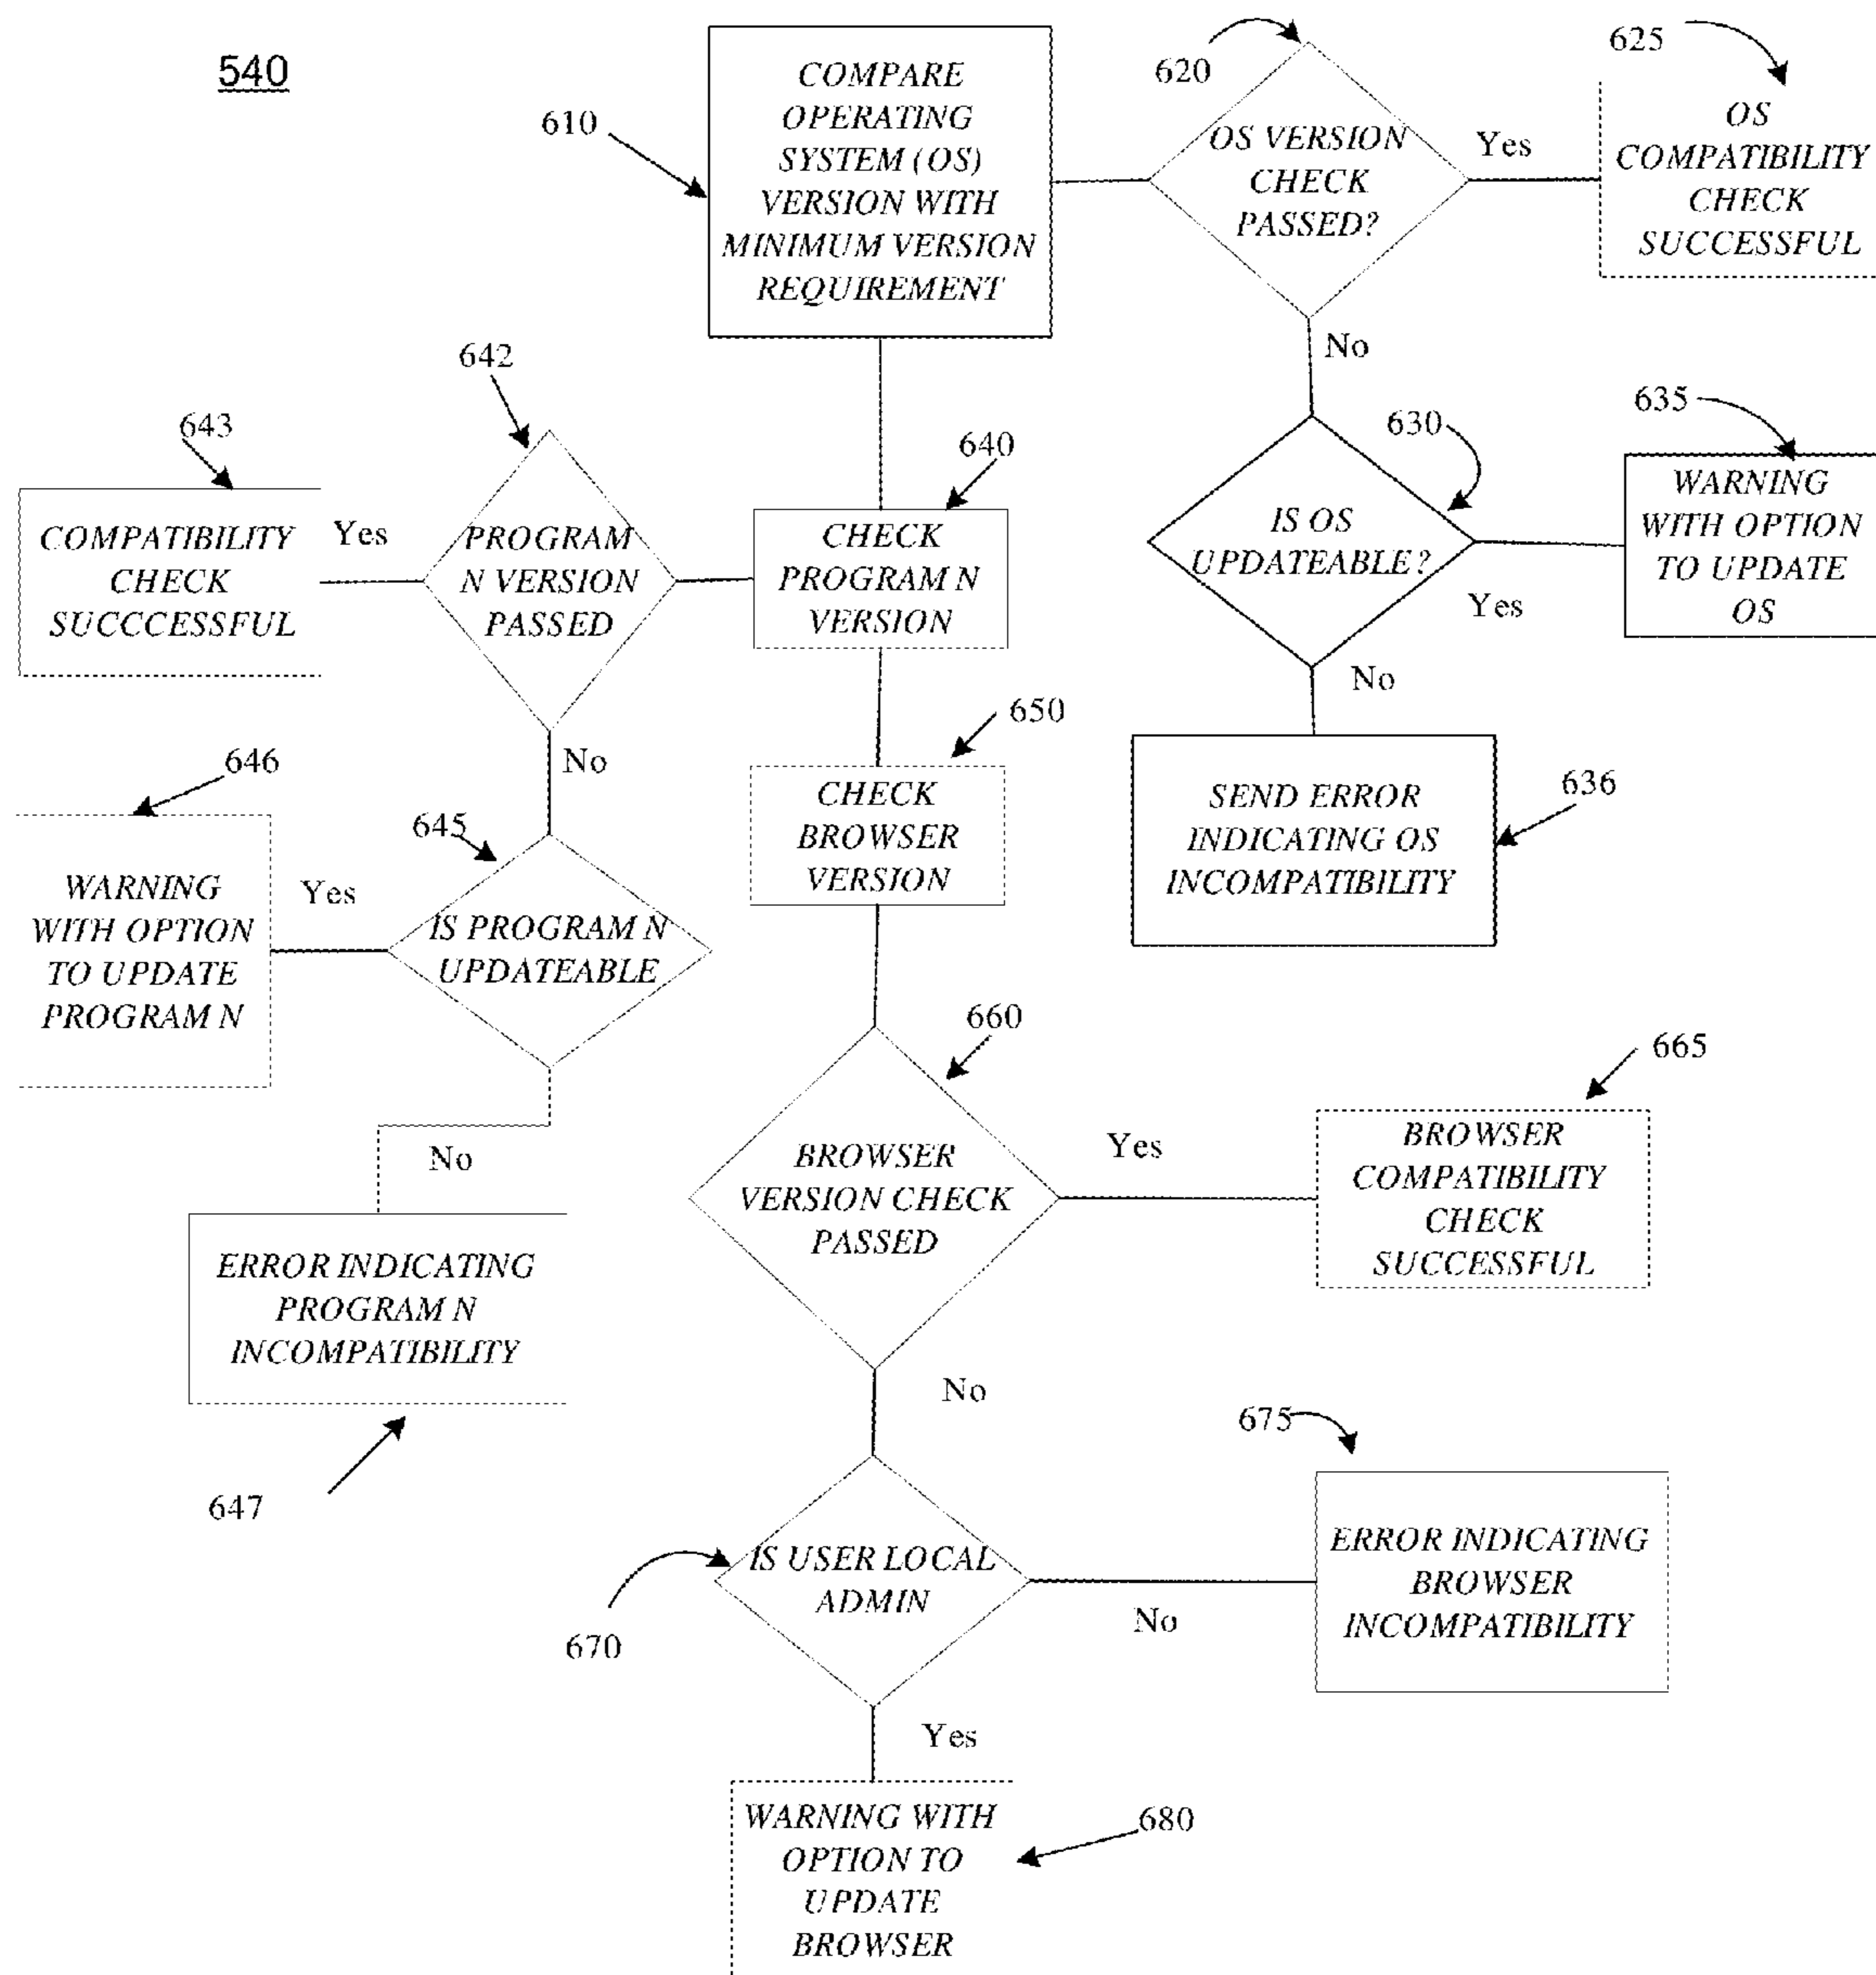 540
610
COMPARE
OPERATING
SYSTEM (OS)
VERSION WITH
MINIMUM VERSION
REQUIREMENT
620
OS VERSION
CHECK
PASSED?
Yes
625
OS
COMPATIBILITY
CHECK
SUCCESSFUL
No
630
IS OS
UPDATEABLE?
Yes
635
WARNING
WITH OPTION
TO UPDATE
OS
No
636
SEND ERROR
INDICATING OS
INCOMPATIBILITY
640
CHECK
PROGRAM N
VERSION
642
PROGRAM
N VERSION
PASSED
Yes
643
COMPATIBILITY
CHECK
SUCCCESSFUL
No
645
IS PROGRAM N
UPDATEABLE
Yes
646
WARNING
WITH OPTION
TO UPDATE
PROGRAM N
No
ERROR INDICATING
PROGRAM N
INCOMPATIBILITY
647
650
CHECK
BROWSER
VERSION
660
BROWSER
VERSION CHECK
PASSED
Yes
665
BROWSER
COMPATIBILITY
CHECK
SUCCESSFUL
No
670
IS USER LOCAL
ADMIN
No
675
ERROR INDICATING
BROWSER
INCOMPATIBILITY
Yes
680
WARNING WITH
OPTION TO
UPDATE
BROWSER